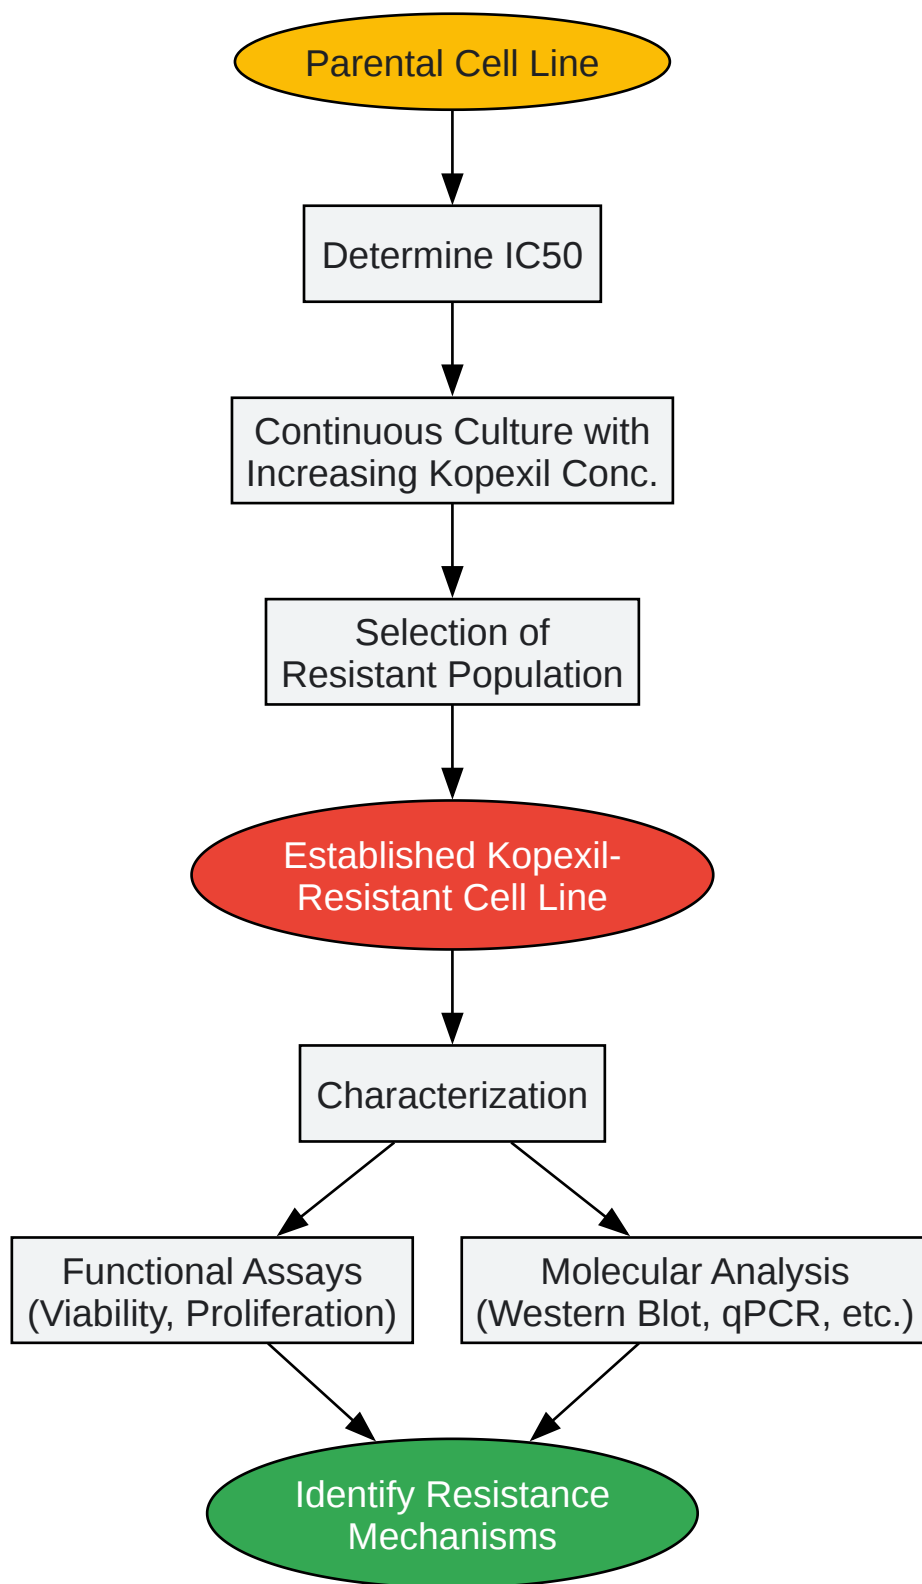 Parental Cell Line
Determine IC50
Continuous Culture with
Increasing Kopexil Conc.
Selection of
Resistant Population
Established Kopexil-
Resistant Cell Line
Characterization
Functional Assays
(Viability, Proliferation)
Molecular Analysis
(Western Blot, qPCR, etc.)
Identify Resistance
Mechanisms